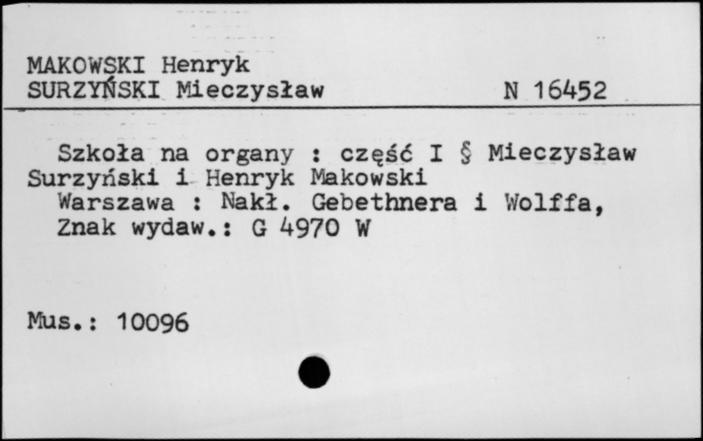 MAKOWSKI Henryk
SURZYŃSKI Mieczysław N 16452
Szkoła na organy : część I § Mieczysław
Surzyński i Henryk Makowski
Warszawa : Nakł. Gebethnera i Wolffa,
Znak wydaw.: G 4970 W
Mus.: 10096